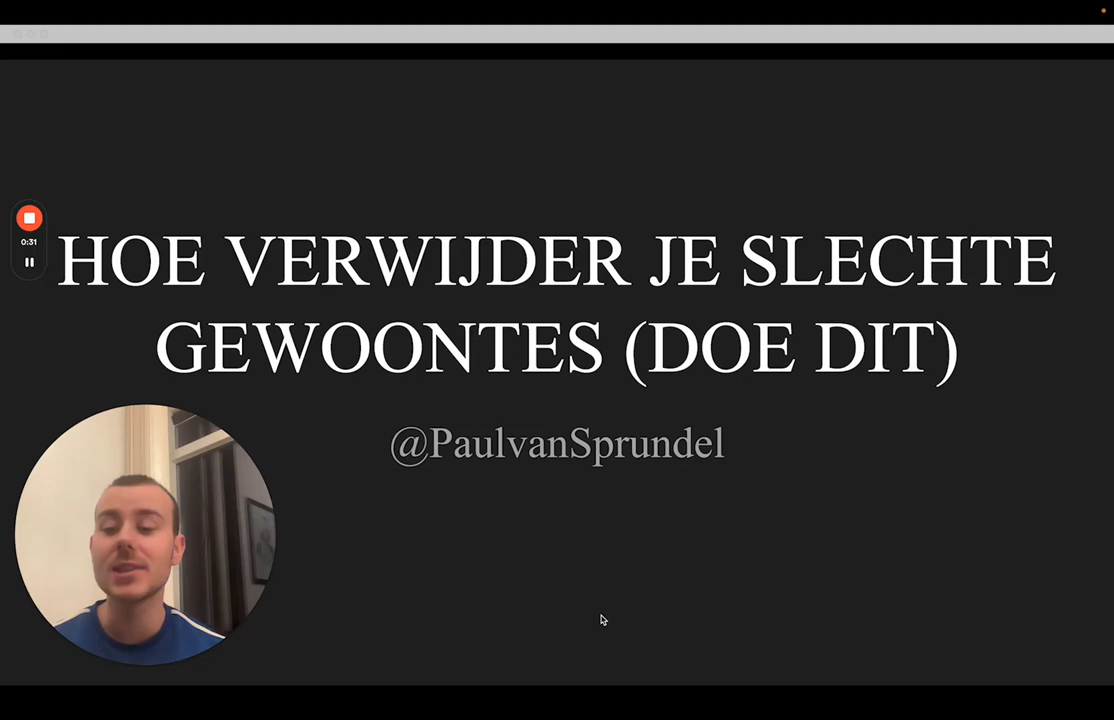 0:31
HOE VERWIJDER JE SLECHTE
GEWOONTES (DOE DIT)
@PaulvanSprundel